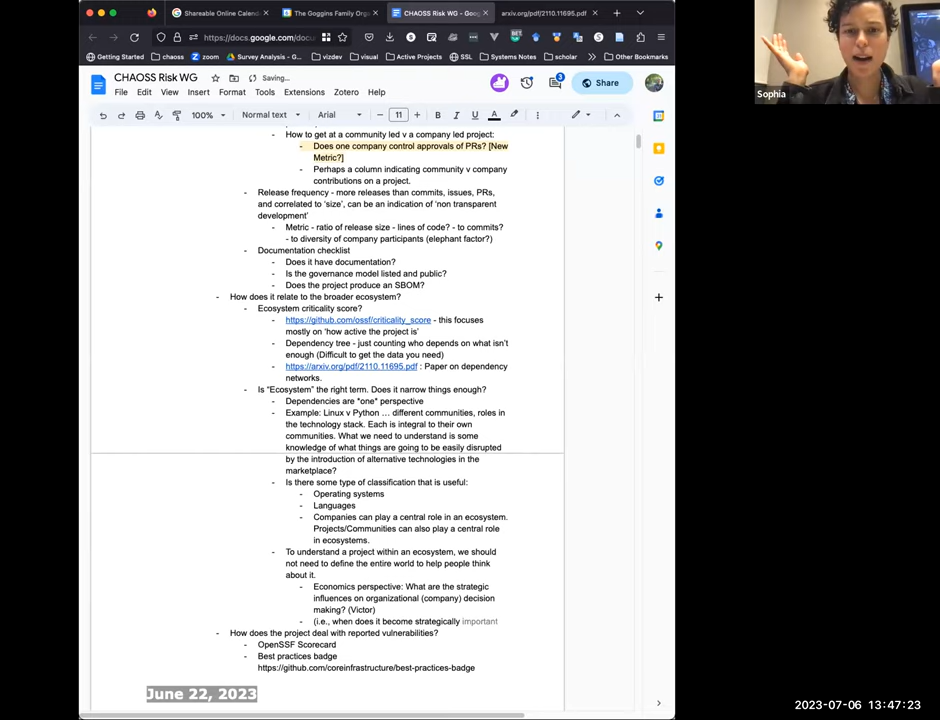 Shareable Online Calend
The Goggins Family Orga
CHAOSS Risk WG - Goog
arxiv.org/pdf/2110.11695.pdf
https://docs.google.com/docu
Getting Started
chaoss
zoom
Survey Analysis - G...
vizdev
visual
Active Projects
SSL
Systems Notes
scholar
Other Bookmarks
CHAOSS Risk WG
Saving...
File Edit View Insert Format Tools Extensions Zotero Help
3
Share
100%
Normal text
Arial
11
B I U A
- How to get at a community led v a company led project:
- Does one company control approvals of PRs? [New
Metric?]
- Perhaps a column indicating community v company
contributions on a project.
- Release frequency - more releases than commits, issues, PRs,
and correlated to 'size', can be an indication of 'non transparent
development'
- Metric - ratio of release size - lines of code? - to commits?
- to diversity of company participants (elephant factor?)
- Documentation checklist
- Does it have documentation?
- Is the governance model listed and public?
- Does the project produce an SBOM?
- How does it relate to the broader ecosystem?
- Ecosystem criticality score?
- https://github.com/ossf/criticality_score - this focuses
mostly on 'how active the project is'
- Dependency tree - just counting who depends on what isn't
enough (Difficult to get the data you need)
- https://arxiv.org/pdf/2110.11695.pdf : Paper on dependency
networks.
- Is "Ecosystem" the right term. Does it narrow things enough?
- Dependencies are *one* perspective
- Example: Linux v Python … different communities, roles in
the technology stack. Each is integral to their own
communities. What we need to understand is some
knowledge of what things are going to be easily disrupted
by the introduction of alternative technologies in the
marketplace?
- Is there some type of classification that is useful:
- Operating systems
- Languages
- Companies can play a central role in an ecosystem.
Projects/Communities can also play a central role
in ecosystems.
- To understand a project within an ecosystem, we should
not need to define the entire world to help people think
about it.
- Economics perspective: What are the strategic
influences on organizational (company) decision
making? (Victor)
- (i.e., when does it become strategically important
- How does the project deal with reported vulnerabilities?
- OpenSSF Scorecard
- Best practices badge
https://github.com/coreinfrastructure/best-practices-badge
June 22, 2023
Sophia
2023-07-06 13:47:23